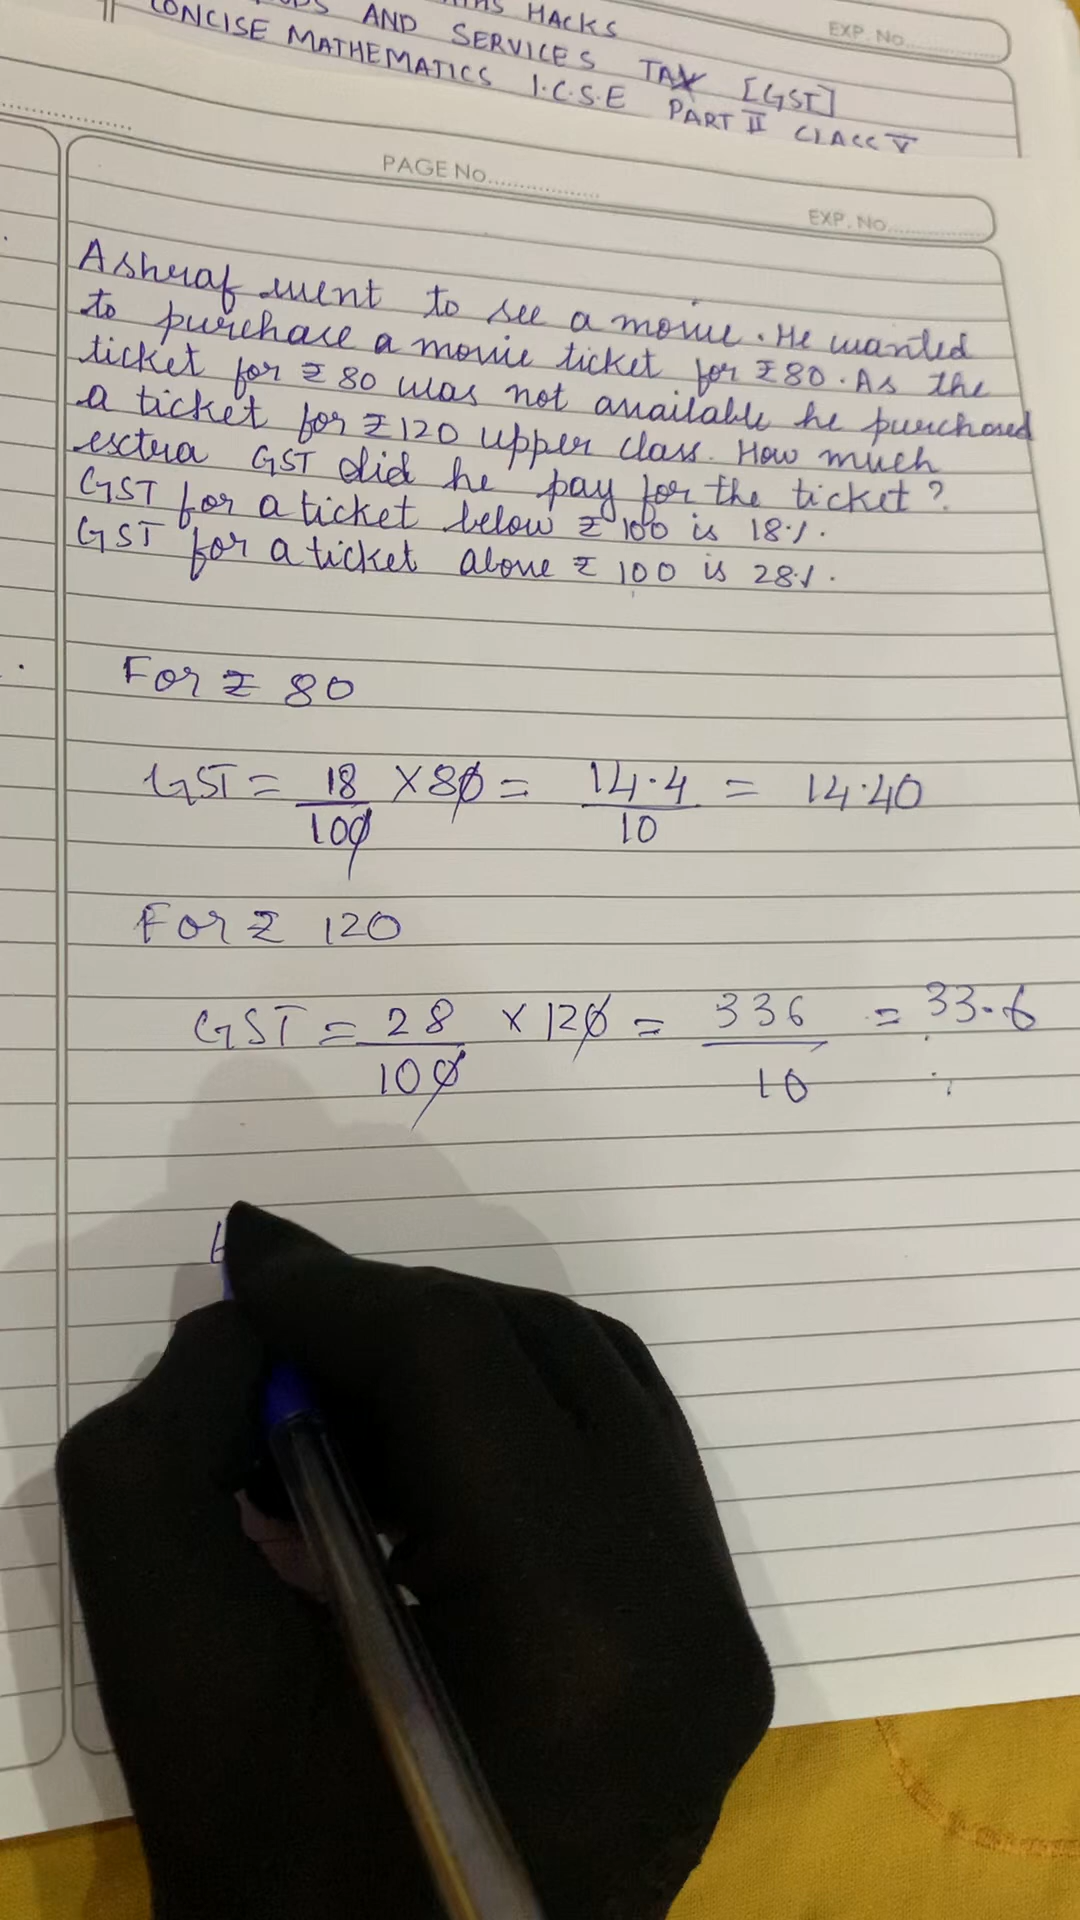 HACKS
AND SERVICES TAX [GST]
CONCISE MATHEMATICS I.C.S.E PART II CLASS V
EXP. No.
PAGE No.
EXP. No.
Ashraf went to see a movie. He wanted
to purchase a movie ticket for ₹80. As the
ticket for ₹80 was not available he purchased
a ticket for ₹120 upper class. How much
extra GST did he pay for the ticket?
GST for a ticket below ₹100 is 18%.
GST for a ticket above ₹100 is 28%.
For ₹ 80
GST = 18/100 × 80 = 14.4/10 = 14.40
For ₹ 120
GST = 28/100 × 120 = 336/10 = 33.6